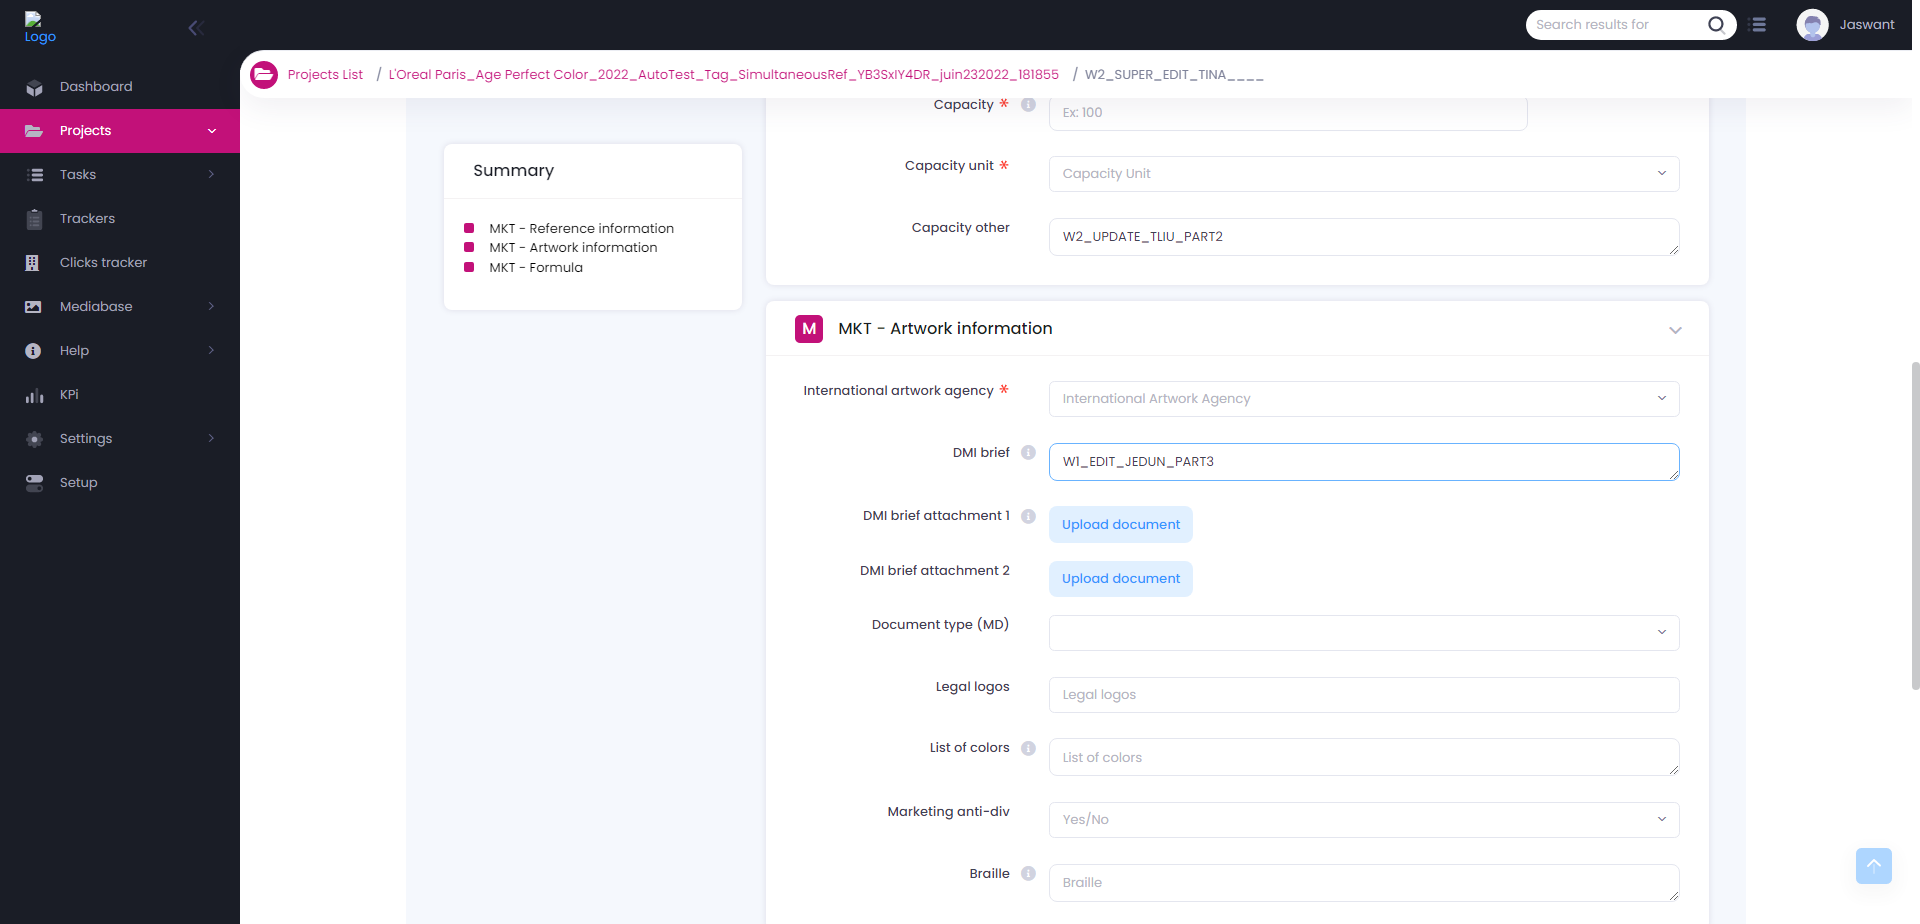 Logo
Search results for
Jaswant
Projects List / L'Oreal Paris_Age Perfect Color_2022_AutoTest_Tag_SimultaneousRef_YB3SxlY4DR_juin232022_181855 / W2_SUPER_EDIT_TINA____
Dashboard
Projects
Tasks
Trackers
Clicks tracker
Mediabase
Help
KPi
Settings
Setup
Summary
MKT - Reference information
MKT - Artwork information
MKT - Formula
Capacity *
Ex: 100
Capacity unit *
Capacity Unit
Capacity other
W2_UPDATE_TLIU_PART2
M MKT - Artwork information
International artwork agency *
International Artwork Agency
DMI brief
W1_EDIT_JEDUN_PART3
DMI brief attachment 1
Upload document
DMI brief attachment 2
Upload document
Document type (MD)
Legal logos
Legal logos
List of colors
List of colors
Marketing anti-div
Yes/No
Braille
Braille